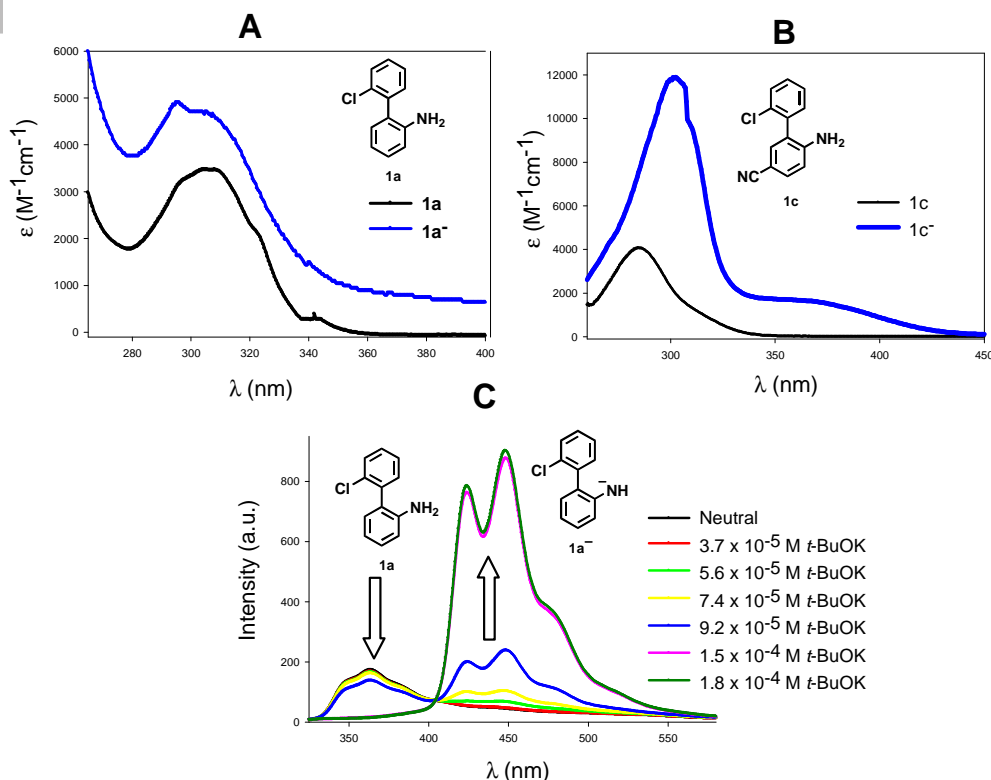 A
6000
5000
4000
3000
2000
1000
0
ε (M⁻¹cm⁻¹)
280 300 320 340 360 380 400
λ (nm)
Cl
NH₂
1a
1a
1a⁻
B
12000
10000
8000
6000
4000
2000
0
ε (M⁻¹cm⁻¹)
300 350 400 450
λ (nm)
Cl
NH₂
NC
1c
1c
1c-
C
800
600
400
200
0
Intensity (a.u.)
350 400 450 500 550
λ (nm)
Cl
NH₂
1a
Cl
NH
–
1a⁻
Neutral
3.7 x 10⁻⁵ M t-BuOK
5.6 x 10⁻⁵ M t-BuOK
7.4 x 10⁻⁵ M t-BuOK
9.2 x 10⁻⁵ M t-BuOK
1.5 x 10⁻⁴ M t-BuOK
1.8 x 10⁻⁴ M t-BuOK